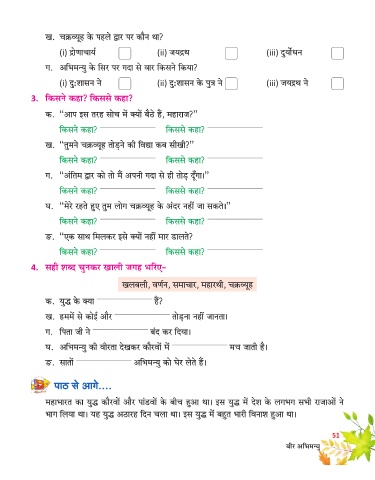 ख. चक्रव्यूह के पहले द्वार पर कौन था?
(i) द्रोणाचार्य (ii) जयद्रथ (iii) दुर्योधन
ग. अभिमन्यु के सिर पर गदा से वार किसने किया?
(i) दुःशासन ने (ii) दुःशासन के पुत्र ने (iii) जयद्रथ ने
3. किसने कहा? किससे कहा?
क. “आप इस तरह सोच में क्यों बैठे हैं, महाराज?”
किसने कहा? किससे कहा?
ख. “तुमने चक्रव्यूह तोड़ने की विद्या कब सीखी?”
किसने कहा? किससे कहा?
ग. “अंतिम द्वार को तो मैं अपनी गदा से ही तोड़ दूँगा।”
किसने कहा? किससे कहा?
घ. “मेरे रहते हुए तुम लोग चक्रव्यूह के अंदर नहीं जा सकते।”
किसने कहा? किससे कहा?
ङ. “एक साथ मिलकर इसे क्यों नहीं मार डालते?
किसने कहा? किससे कहा?
4. सही शब्द चुनकर खाली जगह भरिए–
खलबली, वर्णन, समाचार, महारथी, चक्रव्यूह
क. युद्ध के क्या हैं?
ख. हममें से कोई और तोड़ना नहीं जानता।
ग. पिता जी ने बंद कर दिया।
घ. अभिमन्यु की वीरता देखकर कौरवों में मच जाती है।
ङ. सातों अभिमन्यु को घेर लेते हैं।
पाठ से आगे....
महाभारत का युद्ध कौरवों और पांडवों के बीच हुआ था। इस युद्ध में देश के लगभग सभी राजाओं ने
भाग लिया था। यह युद्ध अठारह दिन चला था। इस युद्ध में बहुत भारी विनाश हुआ था।
51
वीर अभिमन्यु